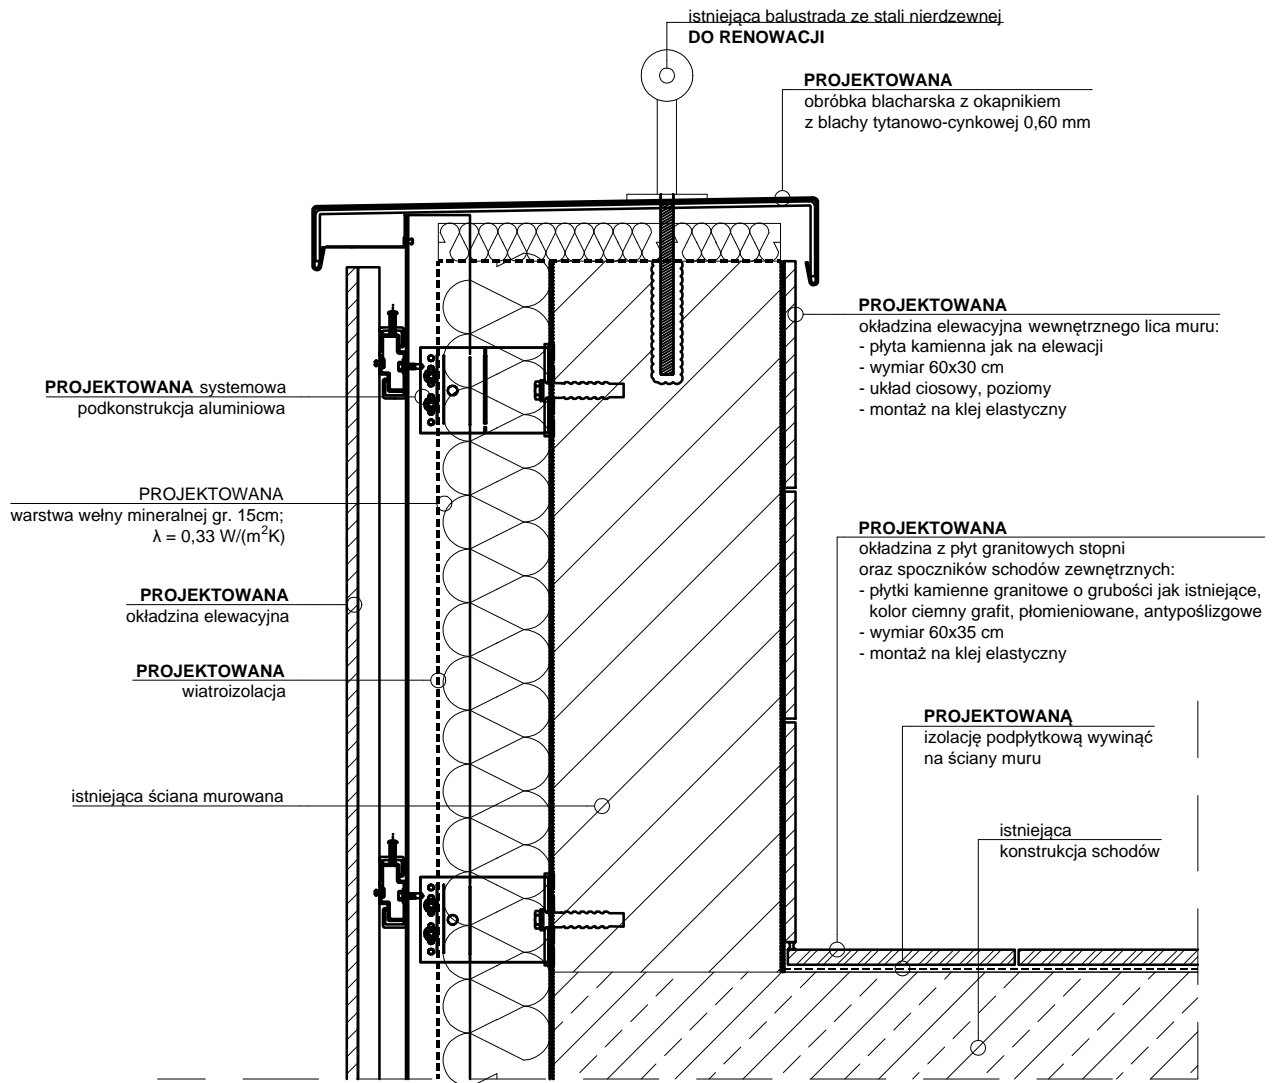 istniejąca balustrada ze stali nierdzewnej
DO RENOWACJI
PROJEKTOWANA
obróbka blacharska z okapnikiem
z blachy tytanowo-cynkowej 0,60 mm
PROJEKTOWANA
okładzina elewacyjna wewnętrznego lica muru:
- płyta kamienna jak na elewacji
- wymiar 60x30 cm
- układ ciosowy, poziomy
- montaż na klej elastyczny
PROJEKTOWANA systemowa
podkonstrukcja aluminiowa
PROJEKTOWANA
warstwa wełny mineralnej gr. 15cm;
λ = 0,33 W/(m²K)
PROJEKTOWANA
okładzina z płyt granitowych stopni
oraz spoczników schodów zewnętrznych:
- płytki kamienne granitowe o grubości jak istniejące,
kolor ciemny grafit, płomieniowane, antypoślizgowe
- wymiar 60x35 cm
- montaż na klej elastyczny
PROJEKTOWANA
okładzina elewacyjna
PROJEKTOWANA
wiatroizolacja
PROJEKTOWANĄ
izolację podpłytkową wywinąć
na ściany muru
istniejąca ściana murowana
istniejąca
konstrukcja schodów